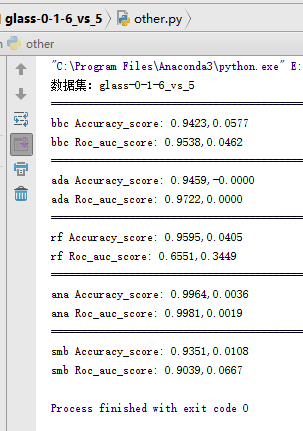 glass-0-1-6_vs_5 other.py
other
"C:\Program Files\Anaconda3\python.exe" E:
数据集: glass-0-1-6_vs_5
bbc Accuracy_score: 0.9423,0.0577
bbc Roc_auc_score: 0.9538,0.0462
ada Accuracy_score: 0.9459,-0.0000
ada Roc_auc_score: 0.9722,0.0000
rf Accuracy_score: 0.9595,0.0405
rf Roc_auc_score: 0.6551,0.3449
ana Accuracy_score: 0.9964,0.0036
ana Roc_auc_score: 0.9981,0.0019
smb Accuracy_score: 0.9351,0.0108
smb Roc_auc_score: 0.9039,0.0667
Process finished with exit code 0